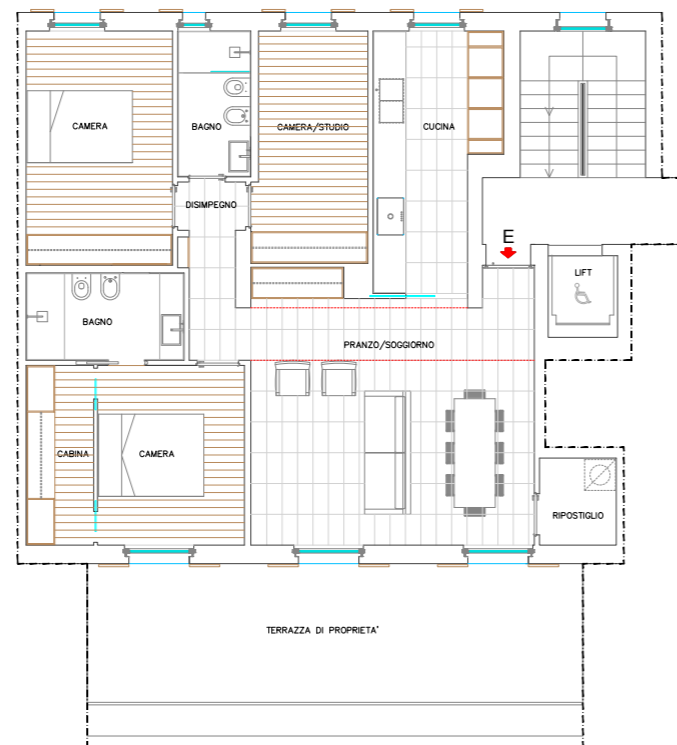 CAMERA
BAGNO
CAMERA/STUDIO
CUCINA
DISIMPEGNO
E
LIFT
BAGNO
PRANZO/SOGGIORNO
CABINA
CAMERA
RIPOSTIGLIO
TERRAZZA DI PROPRIETA'